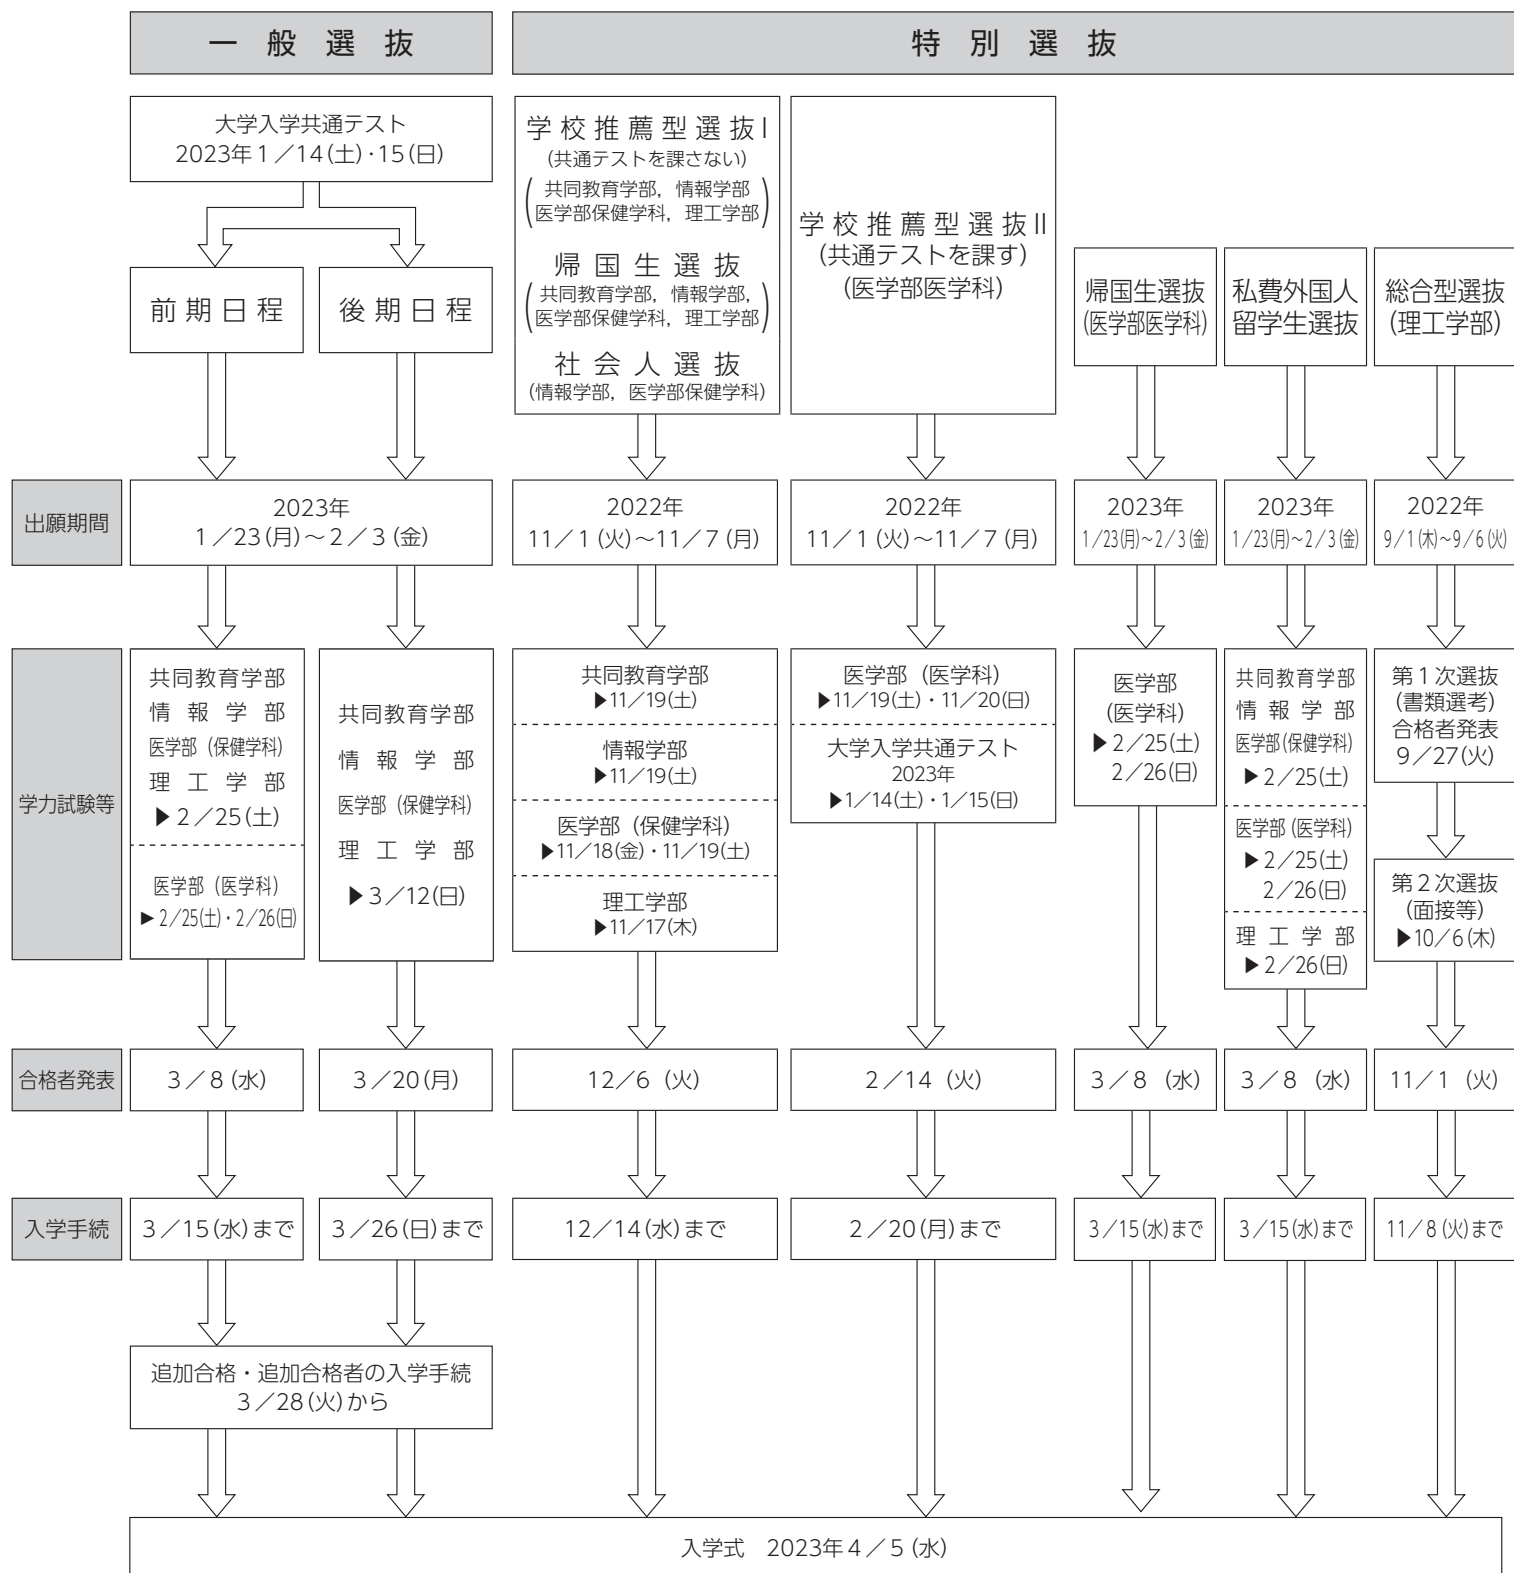 一般選抜
特別選抜
大学入学共通テスト
2023年1/14(土)・15(日)
前期日程
後期日程
学校推薦型選抜Ⅰ
(共通テストを課さない)
(共同教育学部，情報学部
医学部保健学科，理工学部)
帰国生選抜
(共同教育学部，情報学部，
医学部保健学科，理工学部)
社会人選抜
(情報学部，医学部保健学科)
学校推薦型選抜Ⅱ
(共通テストを課す)
(医学部医学科)
帰国生選抜
(医学部医学科)
私費外国人
留学生選抜
総合型選抜
(理工学部)
出願期間
2023年
1/23(月)～2/3(金)
2022年
11/1(火)～11/7(月)
2022年
11/1(火)～11/7(月)
2023年
1/23(月)～2/3(金)
2023年
1/23(月)～2/3(金)
2022年
9/1(木)～9/6(火)
学力試験等
共同教育学部
情報学部
医学部（保健学科）
理工学部
▶2/25(土)
医学部（医学科）
▶2/25(土)・2/26(日)
共同教育学部
情報学部
医学部（保健学科）
理工学部
▶3/12(日)
共同教育学部
▶11/19(土)
情報学部
▶11/19(土)
医学部（保健学科）
▶11/18(金)・11/19(土)
理工学部
▶11/17(木)
医学部（医学科）
▶11/19(土)・11/20(日)
大学入学共通テスト
2023年
▶1/14(土)・1/15(日)
医学部
(医学科)
▶2/25(土)
2/26(日)
共同教育学部
情報学部
医学部(保健学科)
▶2/25(土)
医学部(医学科)
▶2/25(土)
2/26(日)
理工学部
▶2/26(日)
第1次選抜
(書類選考)
合格者発表
9/27(火)
第2次選抜
(面接等)
▶10/6(木)
合格者発表
3/8(水)
3/20(月)
12/6(火)
2/14(火)
3/8(水)
3/8(水)
11/1(火)
入学手続
3/15(水)まで
3/26(日)まで
12/14(水)まで
2/20(月)まで
3/15(水)まで
3/15(水)まで
11/8(火)まで
追加合格・追加合格者の入学手続
3/28(火)から
入学式　2023年4/5(水)